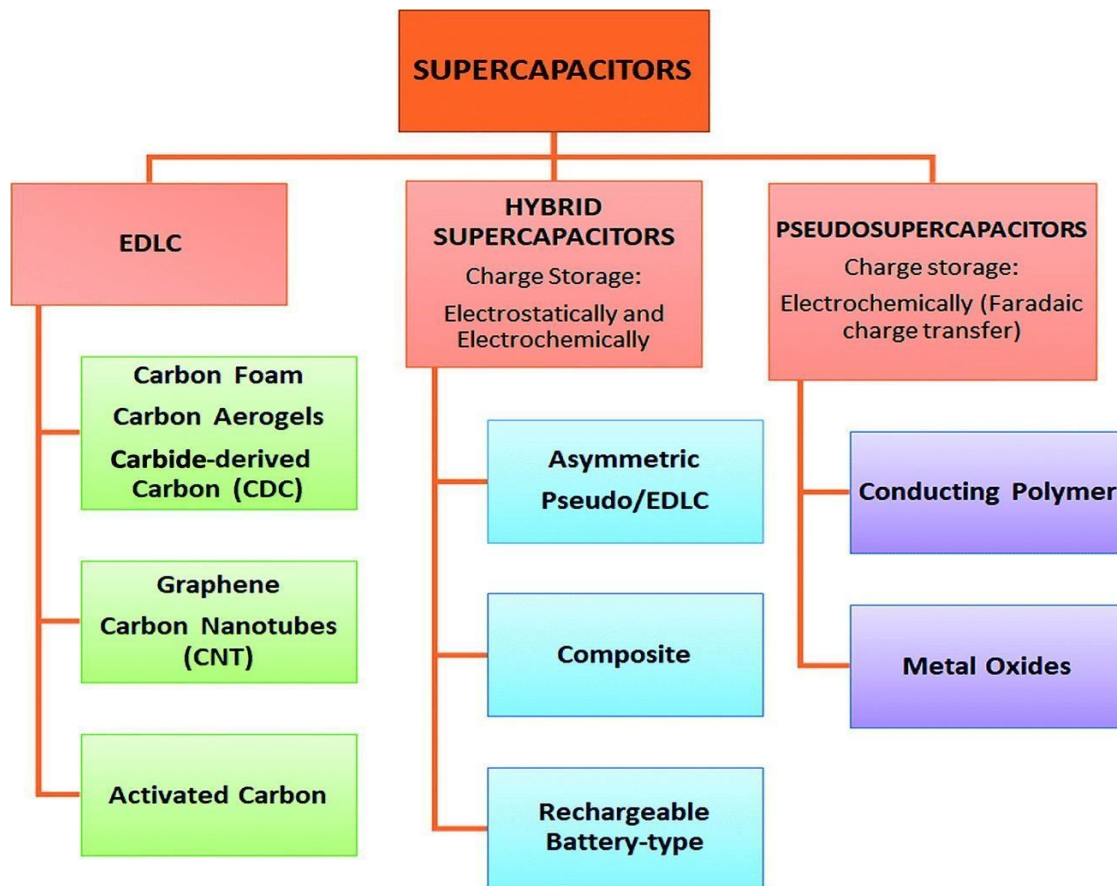 SUPERCAPACITORS
EDLC
Carbon Foam
Carbon Aerogels
Carbide-derived
Carbon (CDC)
Graphene
Carbon Nanotubes
(CNT)
Activated Carbon
HYBRID
SUPERCAPACITORS
Charge Storage:
Electrostatically and
Electrochemically
Asymmetric
Pseudo/EDLC
Composite
Rechargeable
Battery-type
PSEUDOSUPERCAPACITORS
Charge storage:
Electrochemically (Faradaic
charge transfer)
Conducting Polymer
Metal Oxides